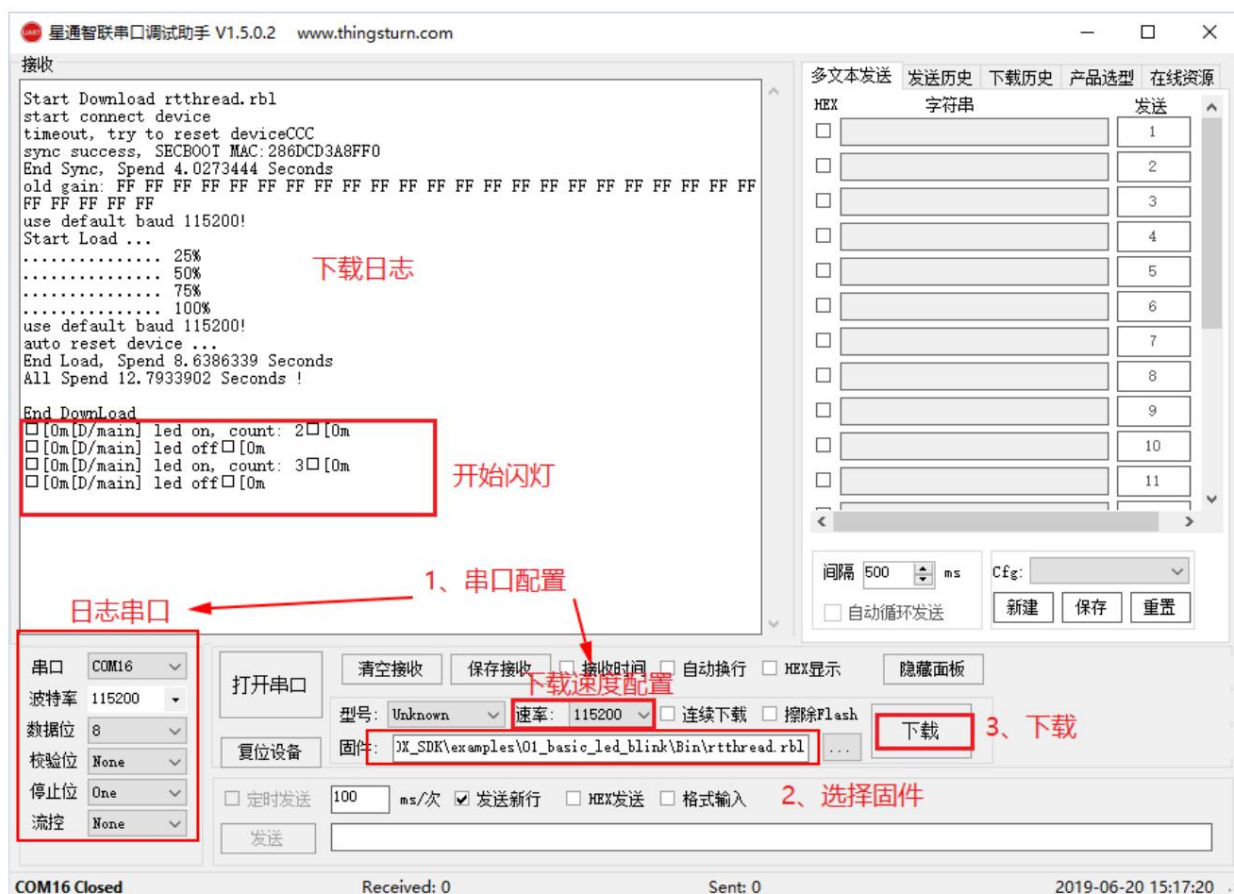 星通智联串口调试助手 V1.5.0.2 www.thingsturn.com
接收
Start Download rtthread.rbl
start connect device
timeout, try to reset deviceCCC
sync success, SECBOOT MAC:286DCD3A8FF0
End Sync, Spend 4.0273444 Seconds
old gain: FF FF FF FF FF FF FF FF FF FF FF FF FF FF FF FF FF FF FF FF FF FF FF
FF FF FF FF FF
use default baud 115200!
Start Load ...
............... 25%
............... 50%
............... 75%
............... 100%
use default baud 115200!
auto reset device ...
End Load, Spend 8.6386339 Seconds
All Spend 12.7933902 Seconds !
End DownLoad
□[0m[D/main] led on, count: 2□[0m
□[0m[D/main] led off□[0m
□[0m[D/main] led on, count: 3□[0m
□[0m[D/main] led off□[0m
下载日志
开始闪灯
1、串口配置
日志串口
多文本发送 发送历史 下载历史 产品选型 在线资源
HEX 字符串 发送
1
2
3
4
5
6
7
8
9
10
11
间隔 500 ms Cfg:
自动循环发送 新建 保存 重置
串口 COM16
波特率 115200
数据位 8
校验位 None
停止位 One
流控 None
打开串口
复位设备
清空接收 保存接收 接收时间 自动换行 HEX显示 隐藏面板
下载速度配置
型号: Unknown 速率: 115200 连续下载 擦除Flash
固件: OX_SDK\examples\01_basic_led_blink\Bin\rtthread.rbl ...
下载
3、下载
定时发送 100 ms/次 发送新行 HEX发送 格式输入
2、选择固件
发送
COM16 Closed Received: 0 Sent: 0 2019-06-20 15:17:20